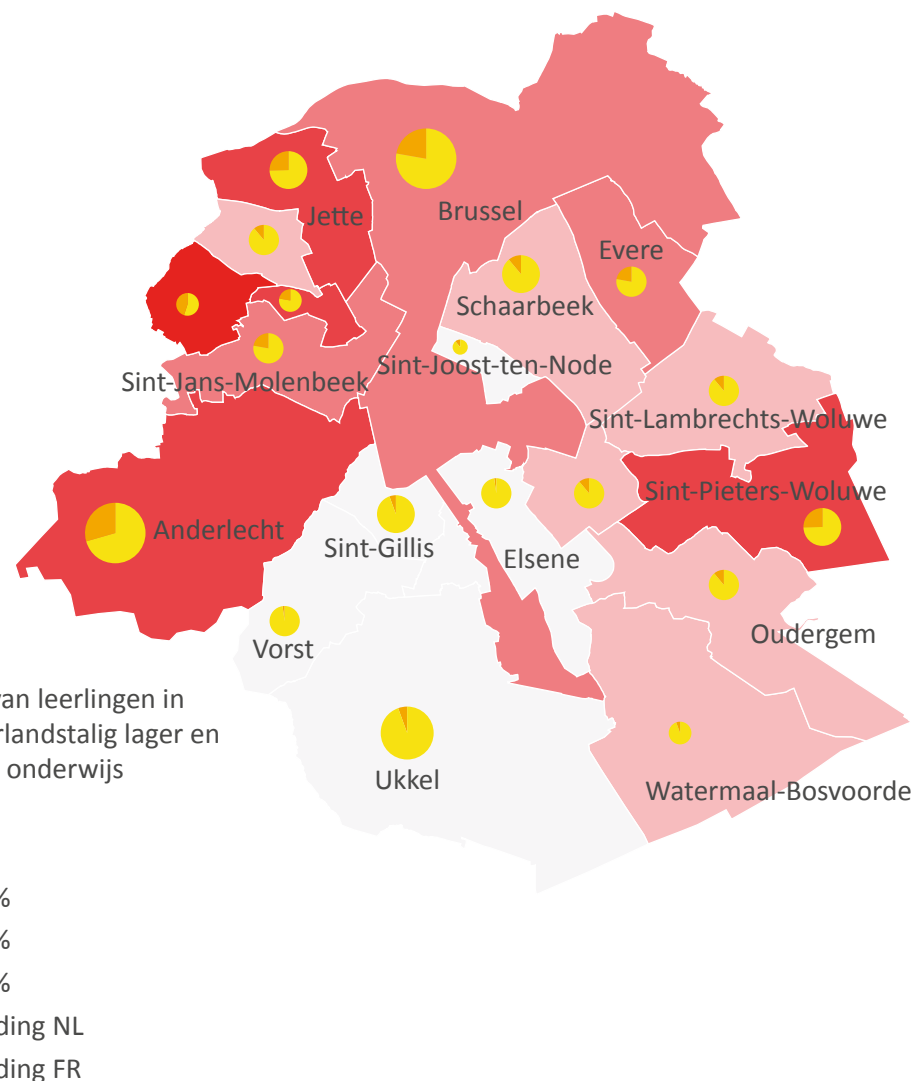 Jette
Brussel
Evere
Schaarbeek
Sint-Joost-ten-Node
Sint-Jans-Molenbeek
Sint-Lambrechts-Woluwe
Sint-Pieters-Woluwe
Anderlecht
Sint-Gillis
Elsene
Oudergem
Vorst
Ukkel
Watermaal-Bosvoorde
van leerlingen in
rlandstalig lager en
onderwijs
%
%
%
ding NL
ding FR